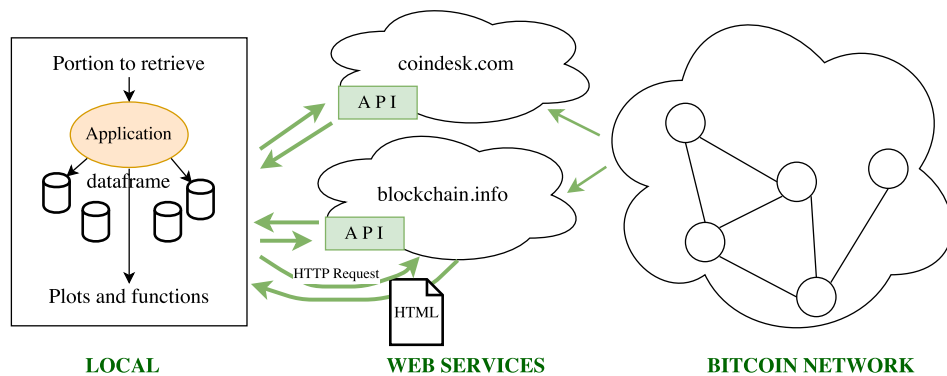 Portion to retrieve
Application
dataframe
Plots and functions
LOCAL
coindesk.com
A P I
blockchain.info
A P I
HTTP Request
HTML
WEB SERVICES
BITCOIN NETWORK